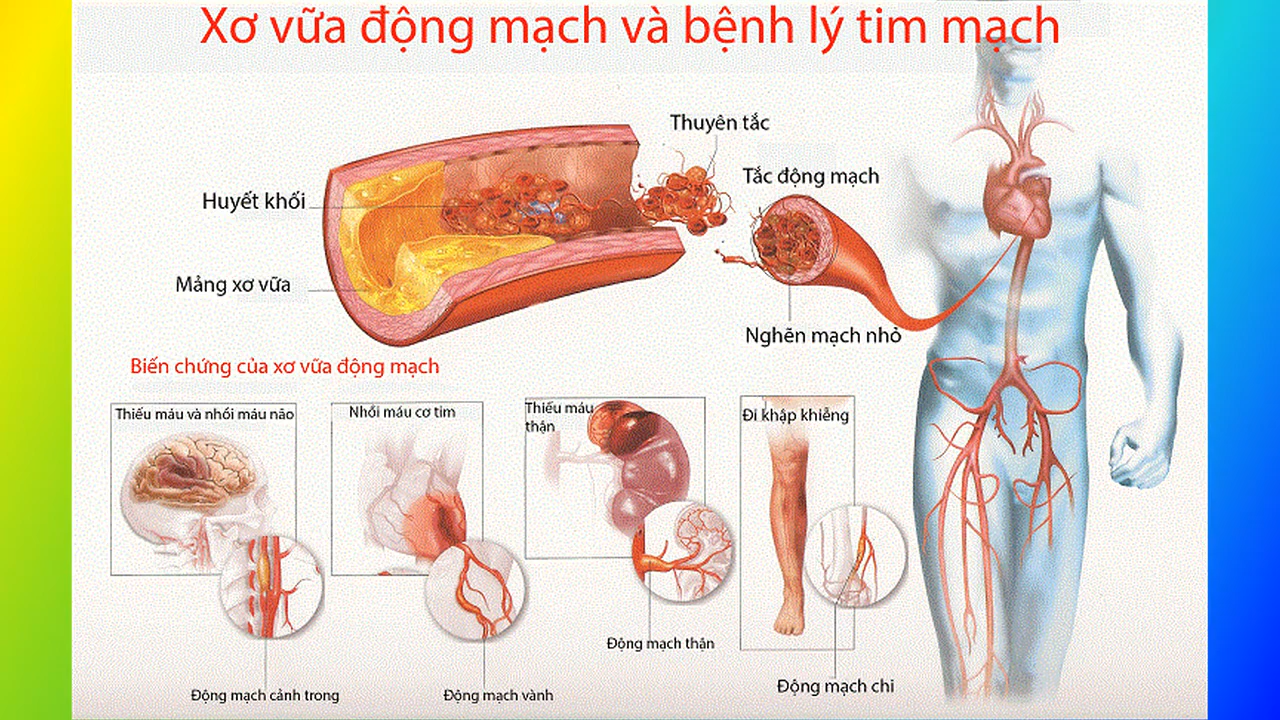 Xơ vữa động mạch và bệnh lý tim mạch
Thuyên tắc
Tắc động mạch
Huyết khối
Mảng xơ vữa
Nghẽn mạch nhỏ
Biến chứng của xơ vữa động mạch
Thiếu máu và nhồi máu não
Nhồi máu cơ tim
Thiếu máu
thận
Đi khập khiễng
Động mạch thận
Động mạch chi
Động mạch cảnh trong
Động mạch vành